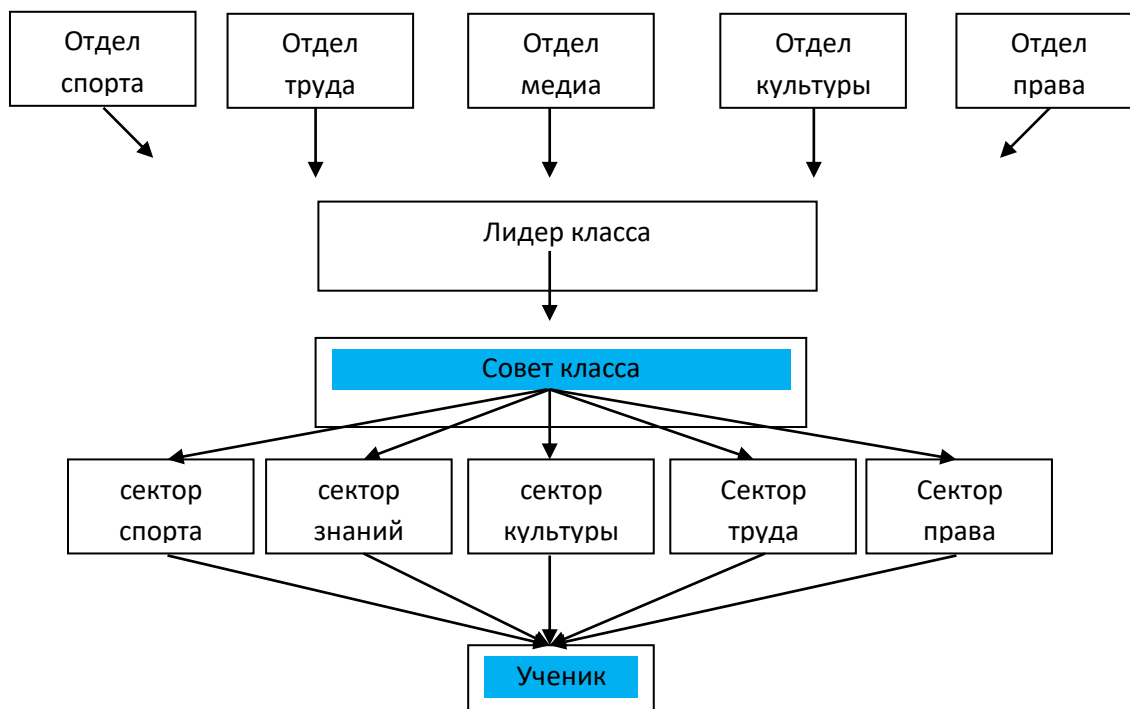 Отдел
спорта
Отдел
труда
Отдел
медиа
Отдел
культуры
Отдел
права
Лидер класса
Совет класса
сектор
спорта
сектор
знаний
сектор
культуры
Сектор
труда
Сектор
права
Ученик